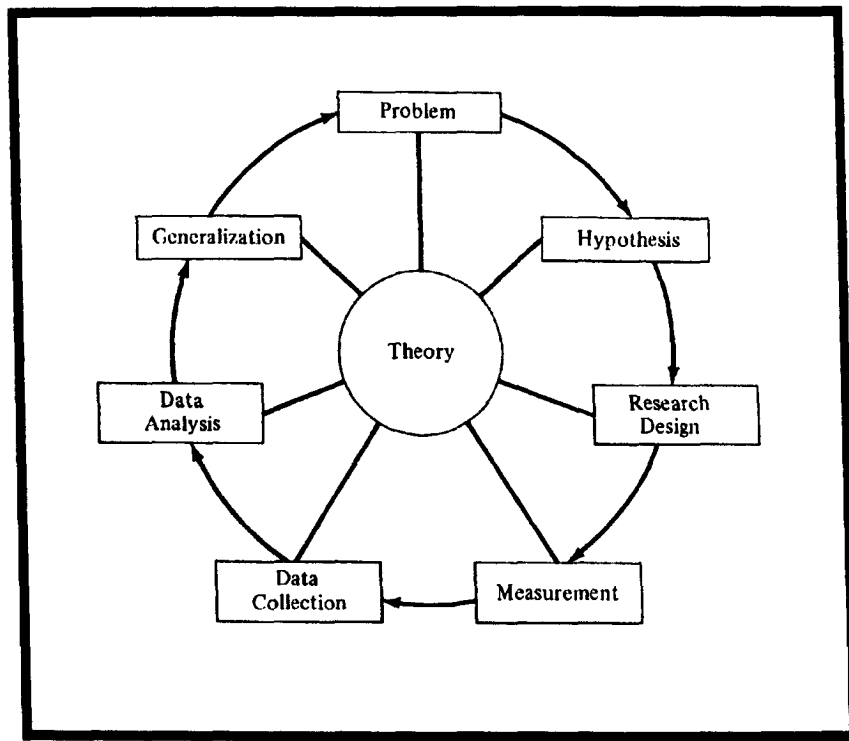 Problem
Hypothesis
Research
Design
Measurement
Data
Collection
Data
Analysis
Generalization
Theory